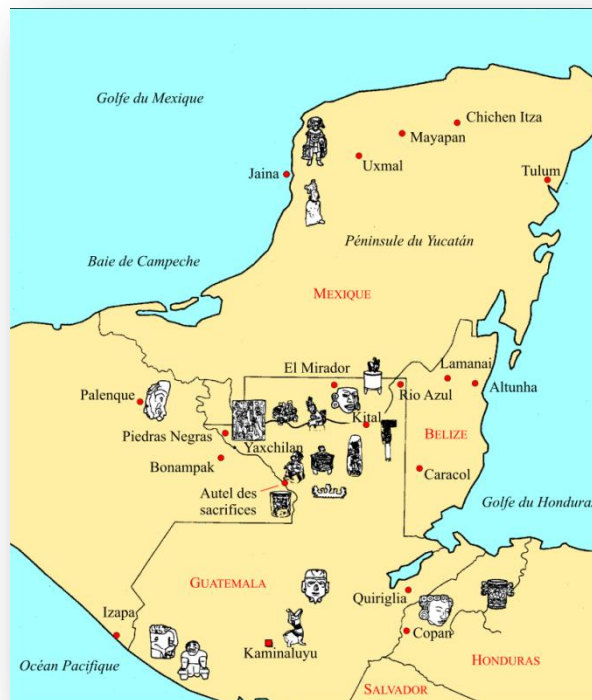 Golfe du Mexique
Chichen Itza
Mayapan
Uxmal
Jaina
Tulum
Péninsule du Yucatán
Baie de Campeche
MEXIQUE
El Mirador
Lamanai
Rio Azul
Altunha
Palenque
Kital
Piedras Negras
BELIZE
Yaxchilan
Bonampak
Caracol
Autel des
sacrifices
Golfe du Honduras
GUATEMALA
Quiriglia
Izapa
Copan
Kaminaluyu
HONDURAS
Océan Pacifique
SALVADOR